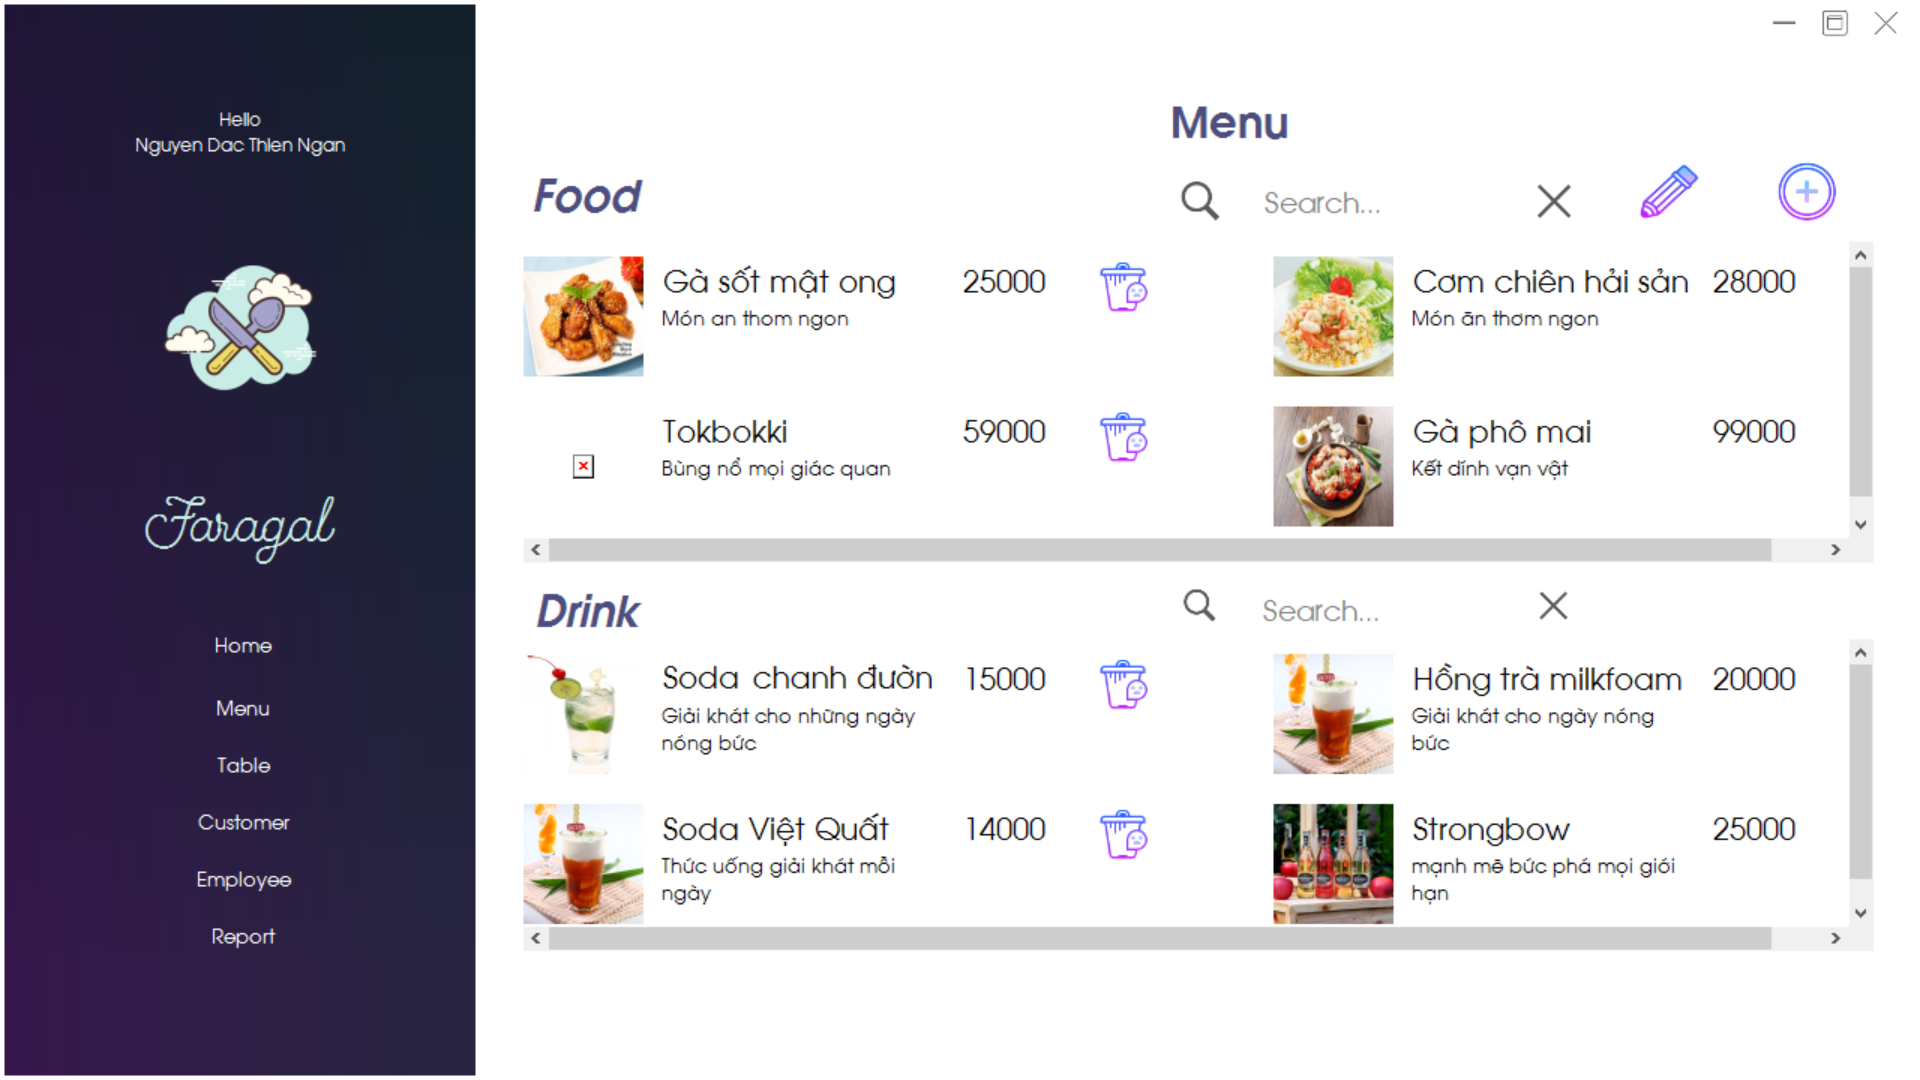 Hello
Nguyen Dac Thien Ngan
Faragal
Home
Menu
Table
Customer
Employee
Report
Menu
Food
Search...
Gà sốt mật ong 25000
Món an thom ngon
Cơm chiên hải sản 28000
Món ăn thơm ngon
Tokbokki 59000
Bùng nổ mọi giác quan
Gà phô mai 99000
Kết dính vạn vật
Drink
Search...
Soda chanh đườn 15000
Giải khát cho những ngày
nóng bức
Hồng trà milkfoam 20000
Giải khát cho ngày nóng
bức
Soda Việt Quất 14000
Thức uống giải khát mỗi
ngày
Strongbow 25000
mạnh mẽ bức phá mọi giới
hạn